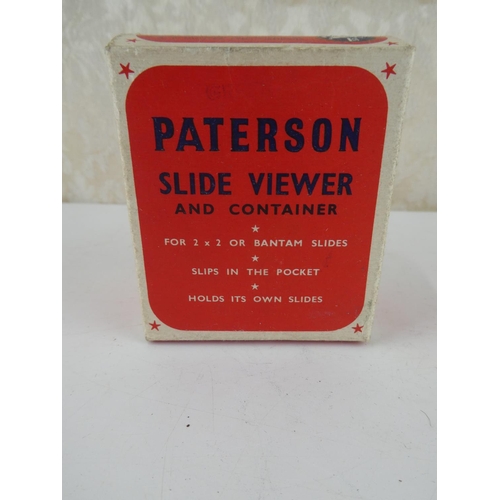 PATERSON
SLIDE VIEWER
AND CONTAINER
FOR 2 x 2 OR BANTAM SLIDES
SLIPS IN THE POCKET
HOLDS ITS OWN SLIDES